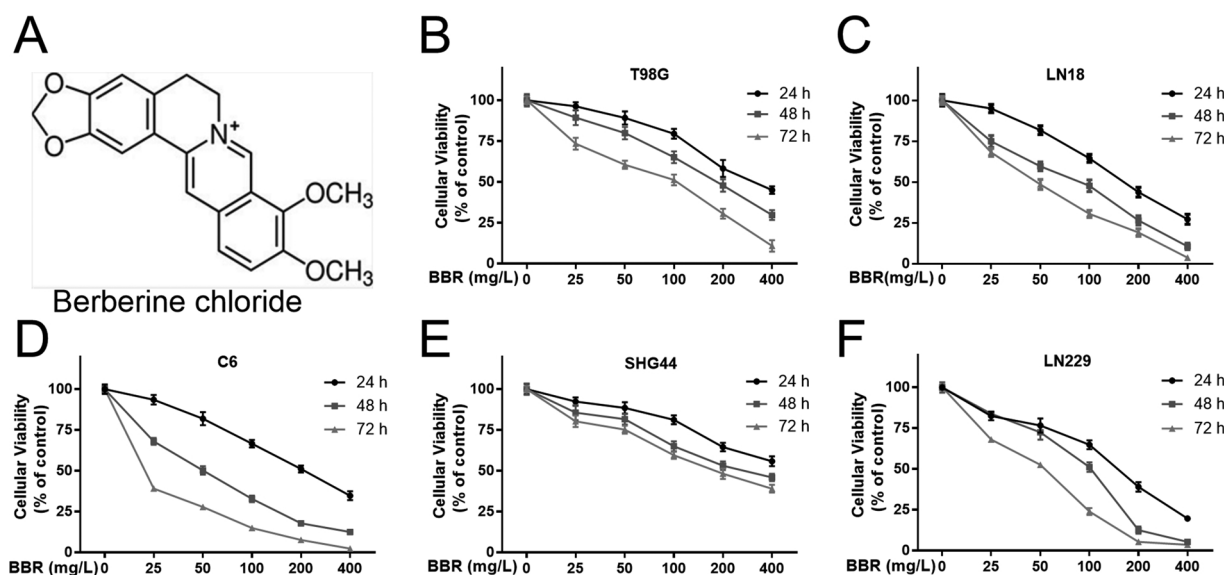 A
O
O
N+
OCH3
OCH3
Berberine chloride
B
T98G
Cellular Viability
(% of control)
100
75
50
25
0
24 h
48 h
72 h
BBR (mg/L) 0 25 50 100 200 400
C
LN18
Cellular Viability
(% of control)
100
75
50
25
0
24 h
48 h
72 h
BBR(mg/L) 0 25 50 100 200 400
D
C6
Cellular Viability
(% of control)
100
75
50
25
0
24 h
48 h
72 h
BBR (mg/L) 0 25 50 100 200 400
E
SHG44
Cellular Viability
(% of control)
100
75
50
25
0
24 h
48 h
72 h
BBR (mg/L) 0 25 50 100 200 400
F
LN229
Cellular Viability
(% of control)
100
75
50
25
0
24 h
48 h
72 h
BBR (mg/L) 0 25 50 100 200 400